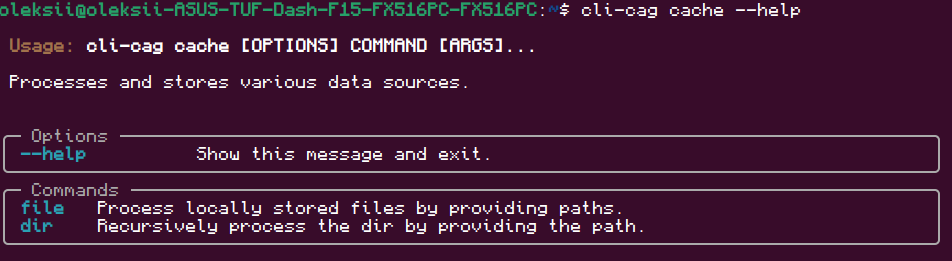 oleksii@oleksii-ASUS-TUF-Dash-F15-FX516PC-FX516PC:~$ cli-cag cache --help
Usage: cli-cag cache [OPTIONS] COMMAND [ARGS]...
Processes and stores various data sources.
Options
--help Show this message and exit.
Commands
file Process locally stored files by providing paths.
dir Recursively process the dir by providing the path.